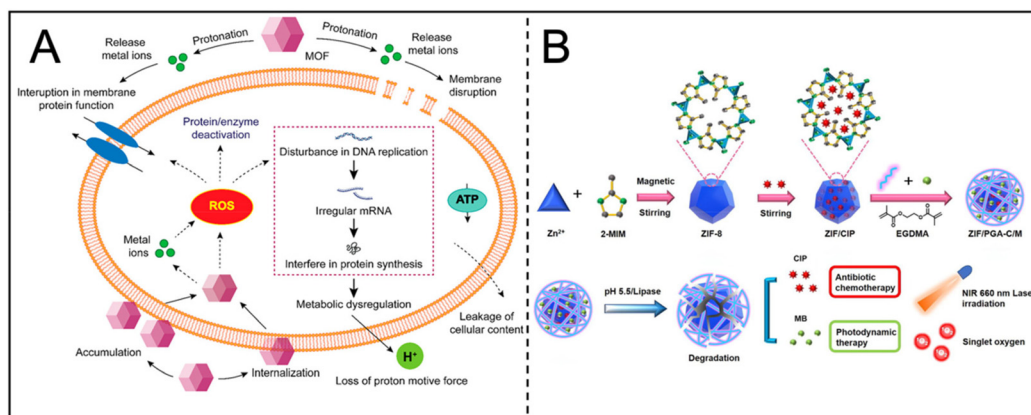 A
Release
metal ions
Protonation
MOF
Protonation
Release
metal ions
Interuption in membrane
protein function
Membrane
disruption
Protein/enzyme
deactivation
Disturbance in DNA replication
Irregular mRNA
Interfere in protein synthesis
Metabolic dysregulation
ROS
ATP
Metal
ions
Leakage of
cellular content
Accumulation
Internalization
H+
Loss of proton motive force
B
Zn2+
+
2-MIM
Magnetic
Stirring
ZIF-8
Stirring
ZIF/CIP
+
EGDMA
ZIF/PGA-C/M
pH 5.5/Lipase
Degradation
CIP
Antibiotic
chemotherapy
MB
Photodynamic
therapy
NIR 660 nm Laser
irradiation
Singlet oxygen